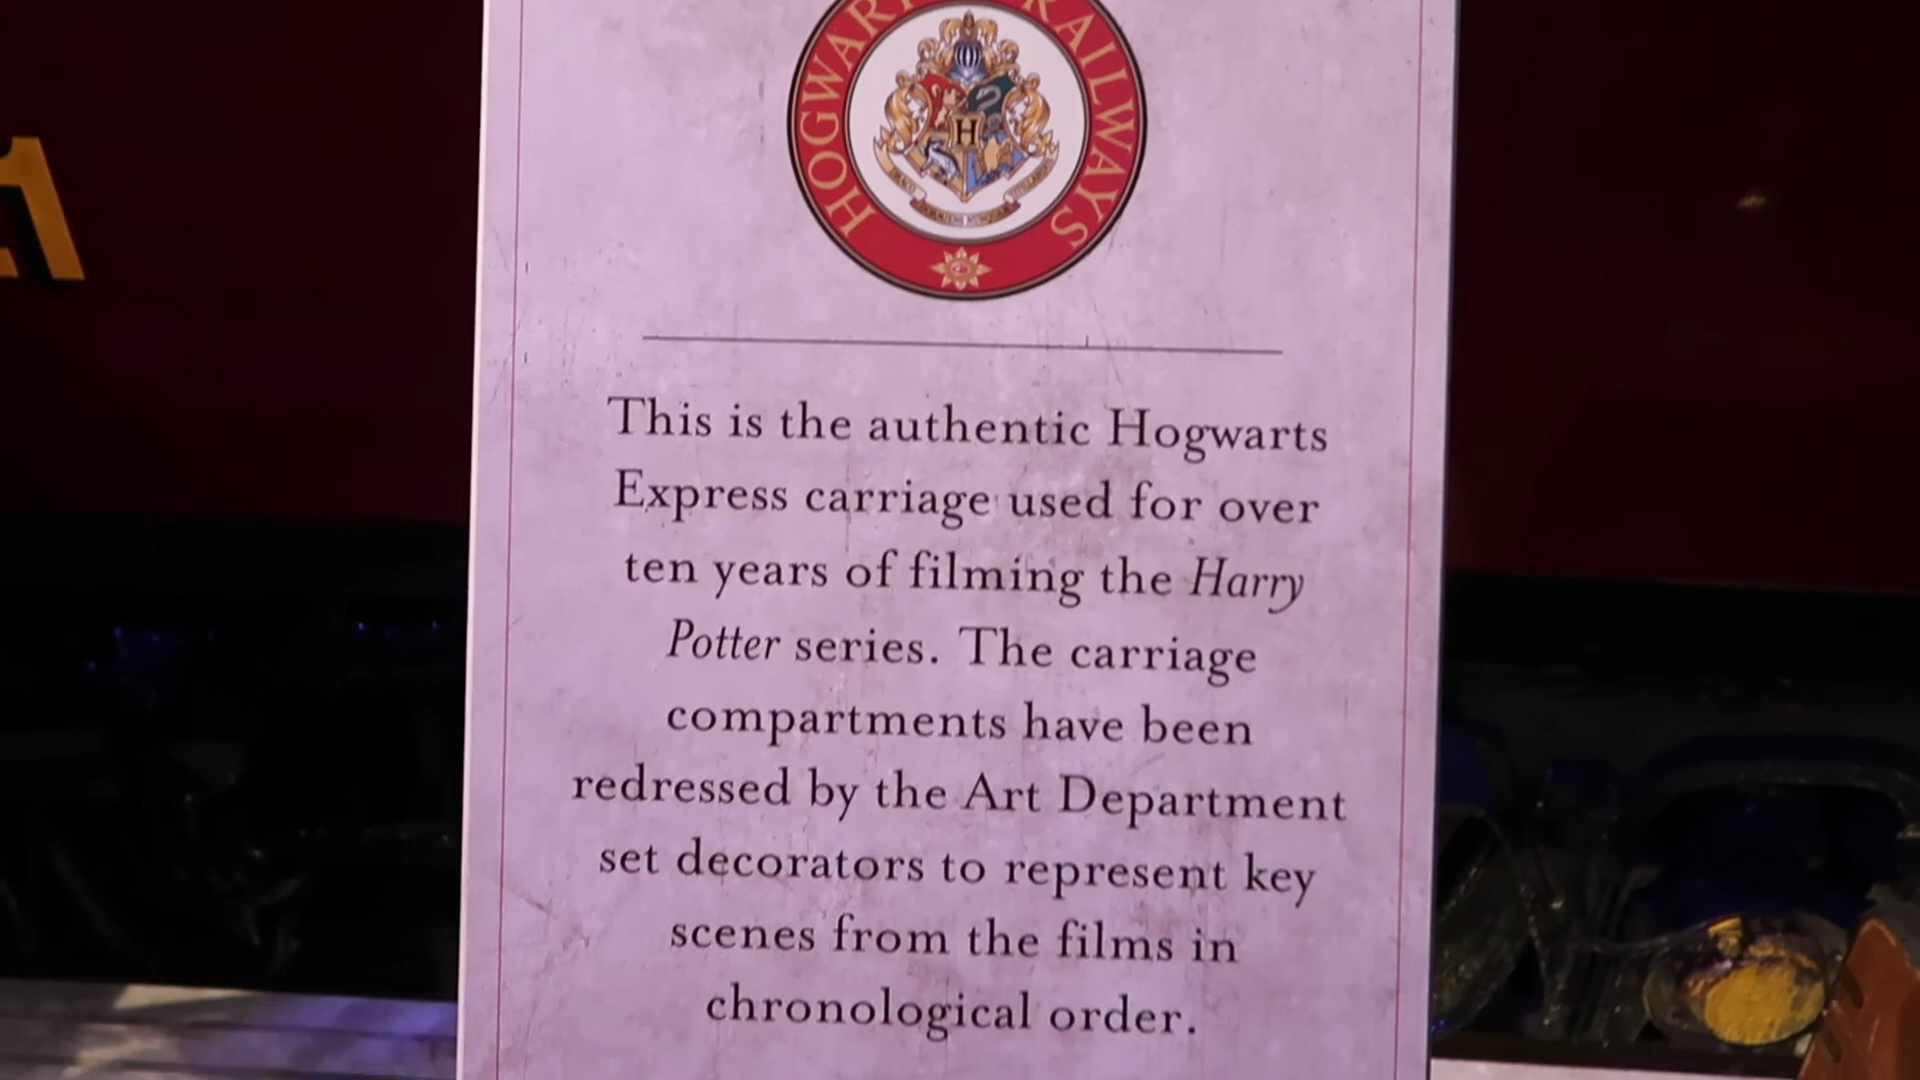 HOGWARTS RAILWAYS
H
This is the authentic Hogwarts
Express carriage used for over
ten years of filming the Harry
Potter series. The carriage
compartments have been
redressed by the Art Department
set decorators to represent key
scenes from the films in
chronological order.